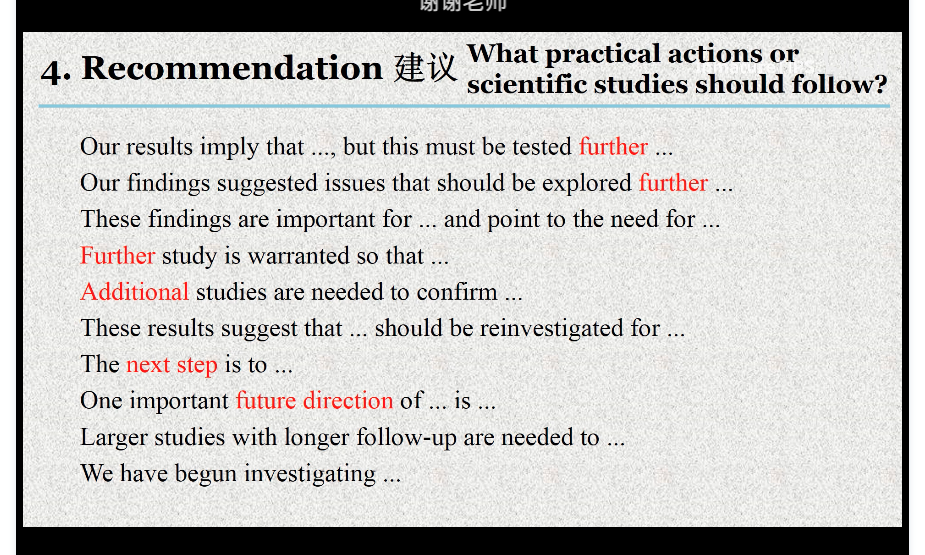 谢谢老师
4. Recommendation 建议
What practical actions or
scientific studies should follow?
Our results imply that ..., but this must be tested further ...
Our findings suggested issues that should be explored further ...
These findings are important for ... and point to the need for ...
Further study is warranted so that ...
Additional studies are needed to confirm ...
These results suggest that ... should be reinvestigated for ...
The next step is to ...
One important future direction of ... is ...
Larger studies with longer follow-up are needed to ...
We have begun investigating ...